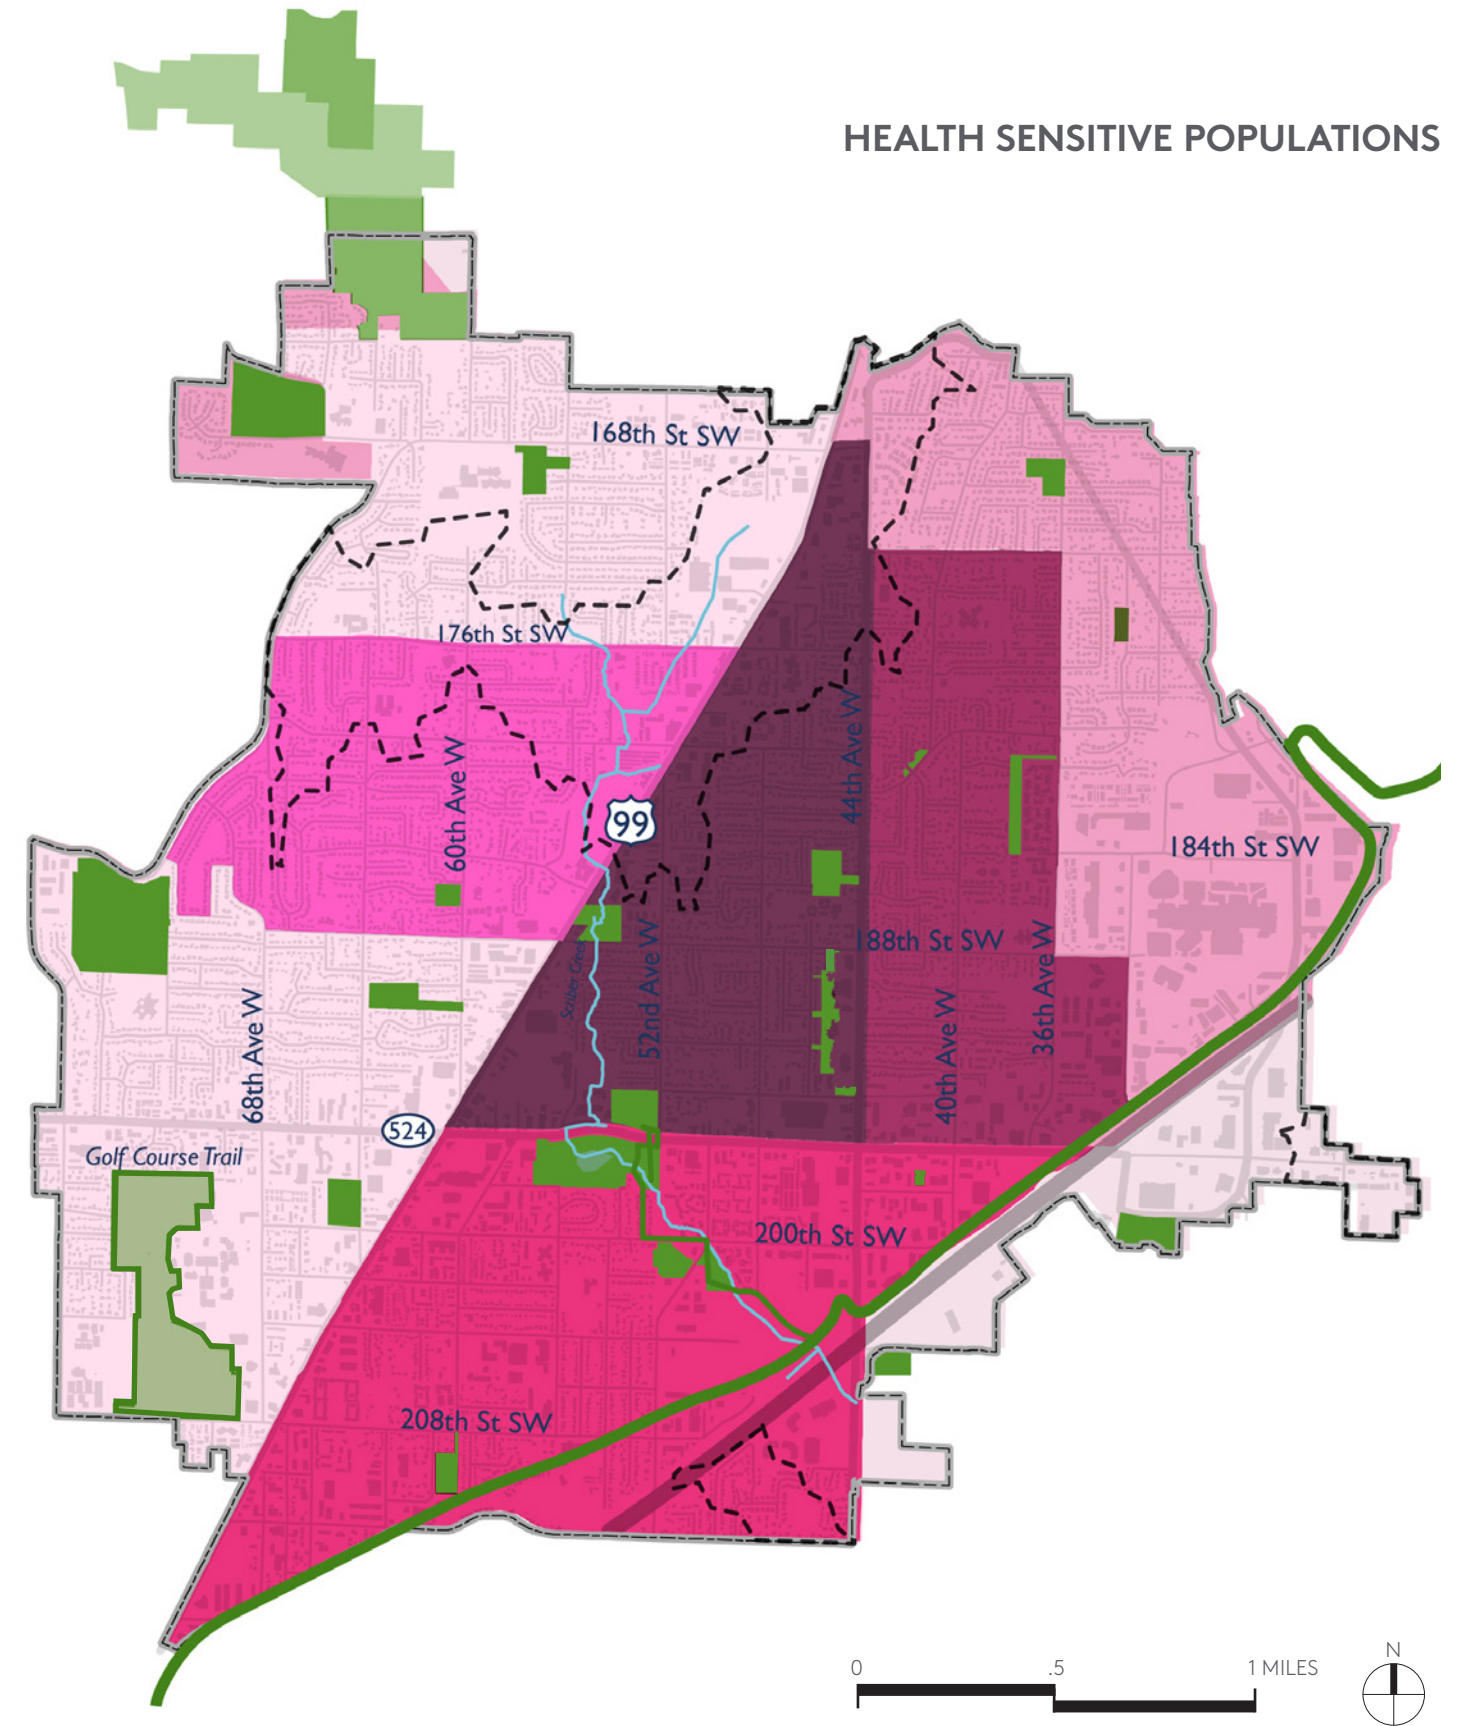 HEALTH SENSITIVE POPULATIONS
168th St SW
176th St SW
60th Ave W
99
44th Ave W
184th St SW
188th St SW
Scriber Creek
52nd Ave W
36th Ave W
40th Ave W
68th Ave W
524
Golf Course Trail
200th St SW
208th St SW
0 .5 1 MILES
N